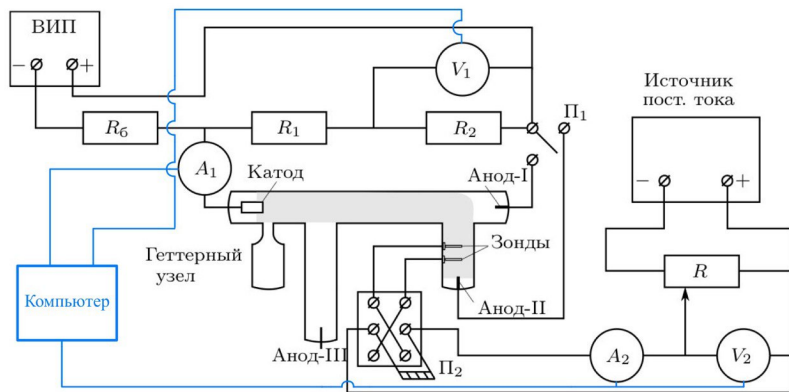 ВИП
− +
V₁
Источник
пост. тока
− +
Rб
R₁
R₂
П₁
A₁
Катод
Анод-I
Геттерный
узел
Зонды
R
Компьютер
Анод-II
Анод-III
П₂
A₂
V₂